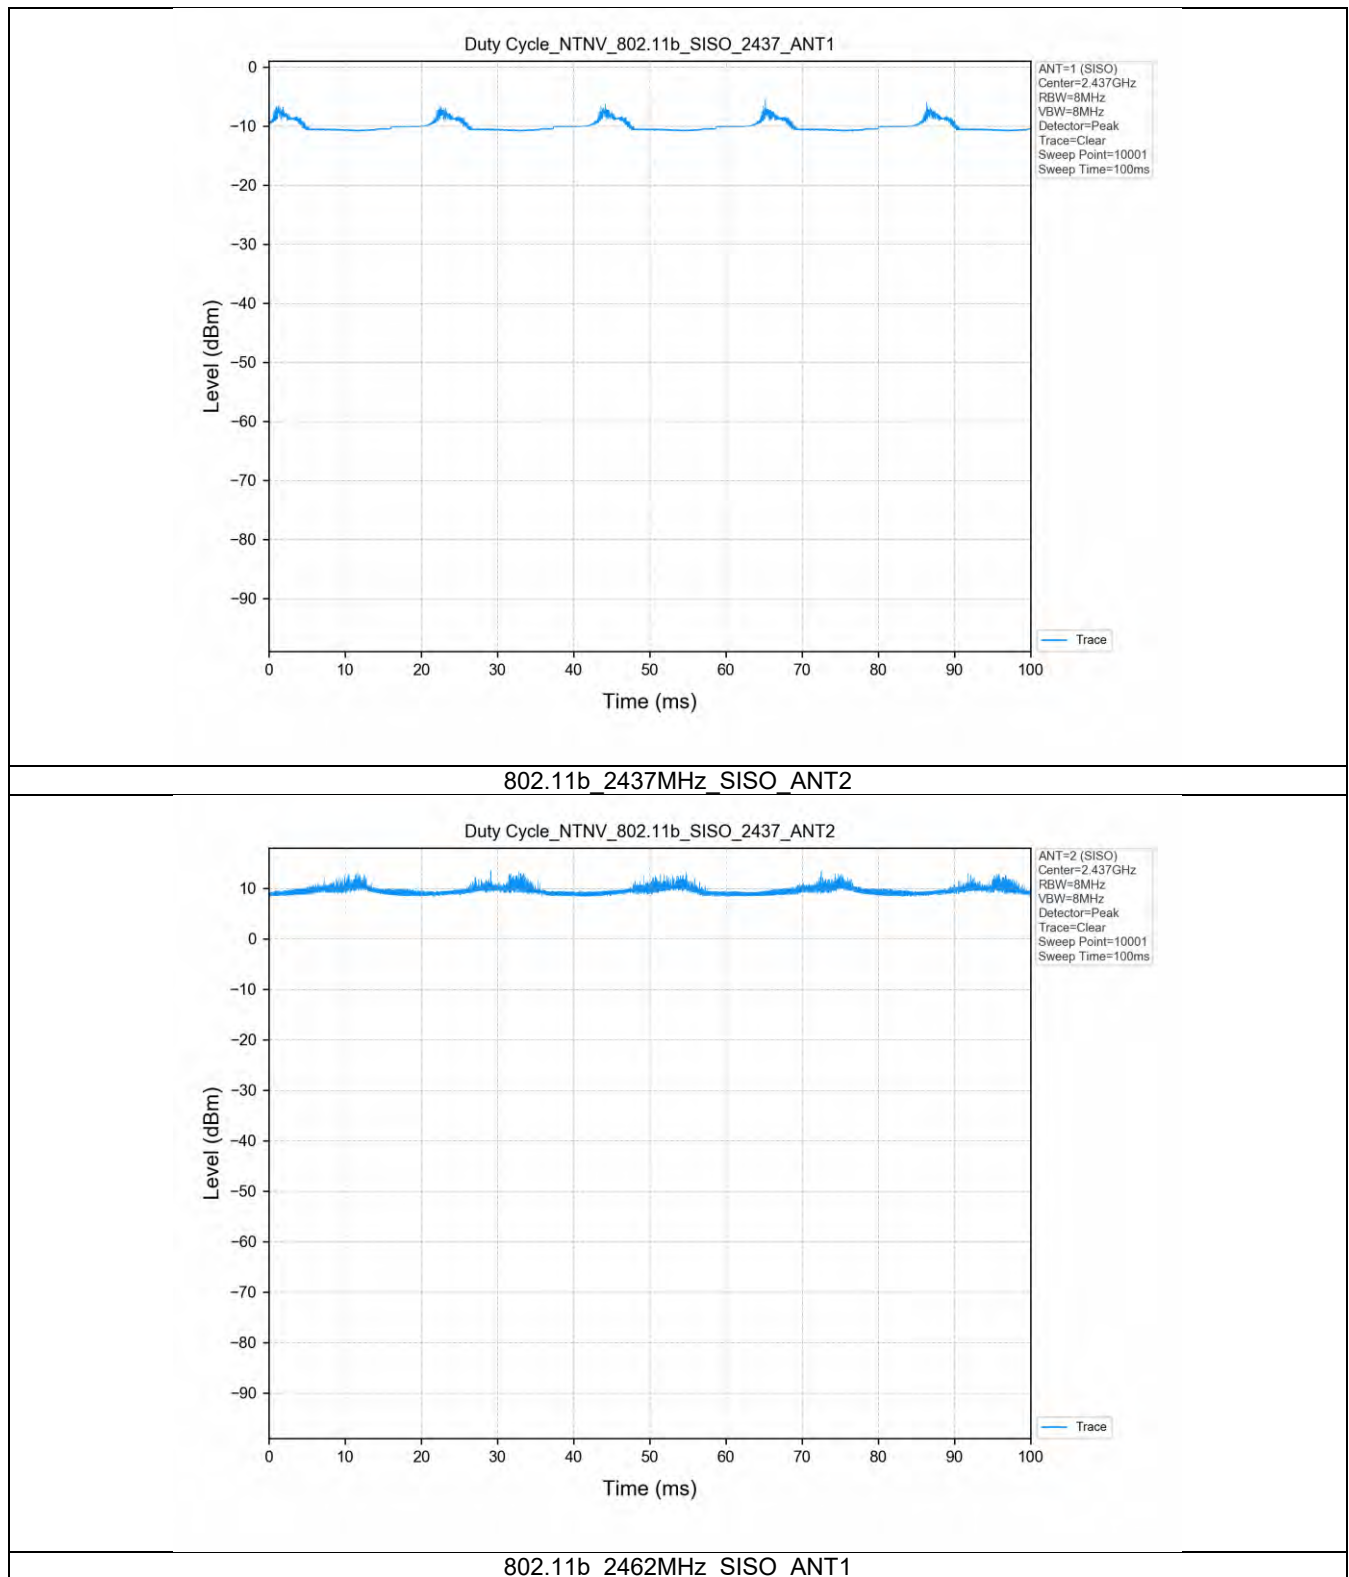 Duty Cycle_NTNV_802.11b_SISO_2437_ANT1
ANT=1 (SISO)
Center=2.437GHz
RBW=8MHz
VBW=8MHz
Detector=Peak
Trace=Clear
Sweep Point=10001
Sweep Time=100ms
0
−10
−20
−30
−40
−50
−60
−70
−80
−90
Level (dBm)
Trace
0 10 20 30 40 50 60 70 80 90 100
Time (ms)
802.11b_2437MHz_SISO_ANT2
Duty Cycle_NTNV_802.11b_SISO_2437_ANT2
ANT=2 (SISO)
Center=2.437GHz
RBW=8MHz
VBW=8MHz
Detector=Peak
Trace=Clear
Sweep Point=10001
Sweep Time=100ms
10
0
−10
−20
−30
−40
−50
−60
−70
−80
−90
Level (dBm)
Trace
0 10 20 30 40 50 60 70 80 90 100
Time (ms)
802.11b_2462MHz_SISO_ANT1